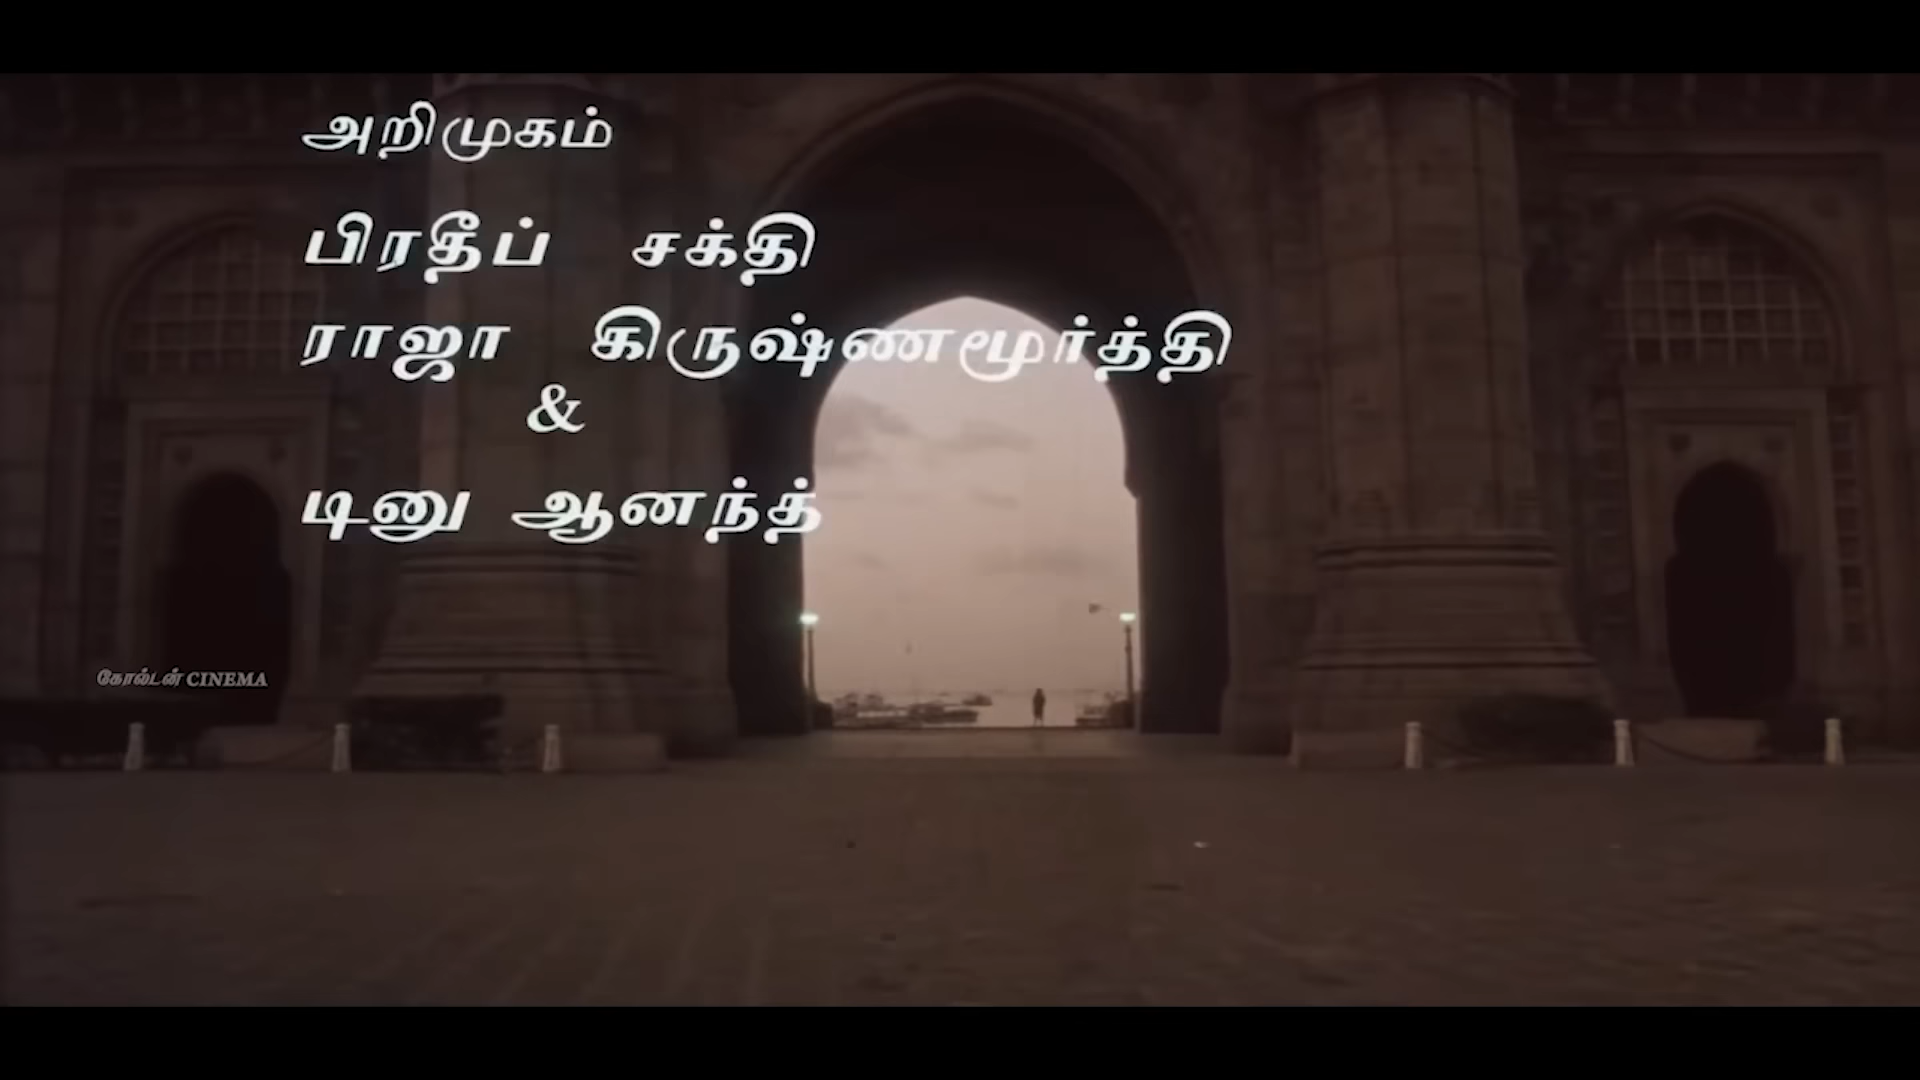 அறிமுகம்
பிரதீப் சக்தி
ராஜா கிருஷ்ணமூர்த்தி
&
டினு ஆனந்த்
கோல்டன் CINEMA